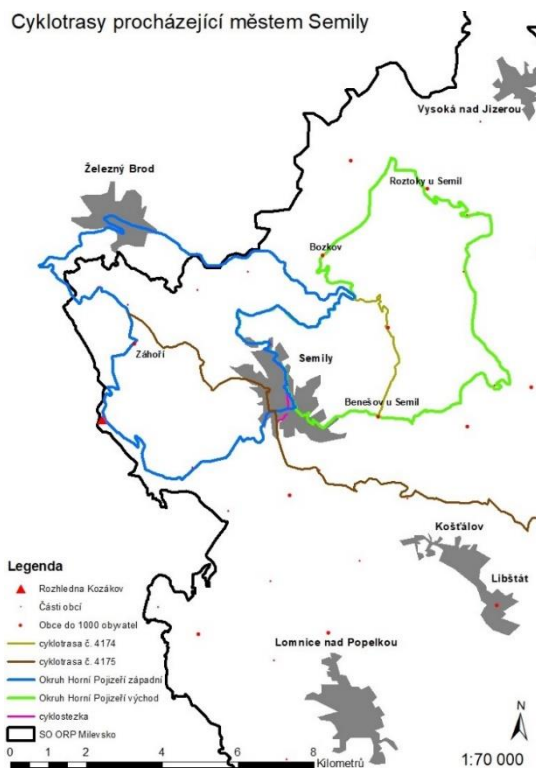 Cyklotrasy procházející městem Semily
Vysoká nad Jizerou
Železný Brod
Roztoky u Semil
Bozkov
Záhoří
Semily
Benešov u Semil
Košťálov
Libštát
Lomnice nad Popelkou
Legenda
Rozhledna Kozákov
Části obcí
Obce do 1000 obyvatel
cyklotrasa č. 4174
cyklotrasa č. 4175
Okruh Horní Pojizeří západní
Okruh Horní Pojizeří východ
cyklostezka
SO ORP Milevsko
0 2 4 6 8
Kilometrů
N
1:70 000